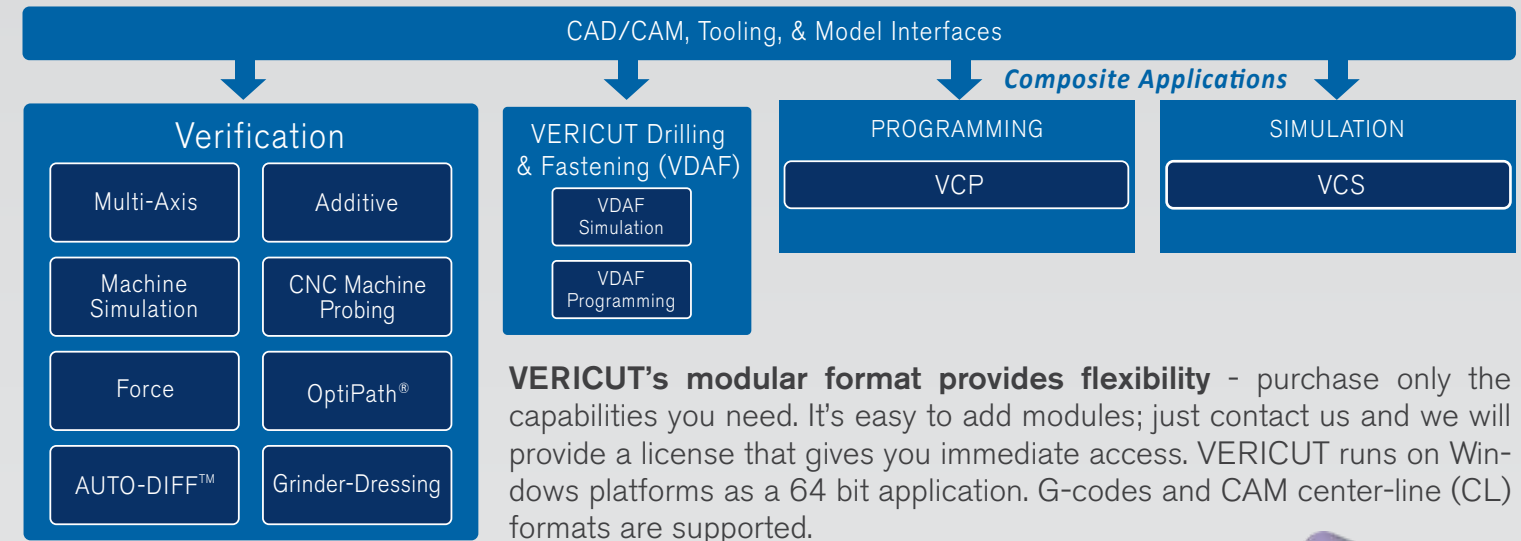 CAD/CAM, Tooling, & Model Interfaces
Composite Applications
Verification
Multi-Axis
Additive
Machine
Simulation
CNC Machine
Probing
Force
OptiPath®
AUTO-DIFF™
Grinder-Dressing
VERICUT Drilling
& Fastening (VDAF)
VDAF
Simulation
VDAF
Programming
PROGRAMMING
VCP
SIMULATION
VCS
VERICUT's modular format provides flexibility - purchase only the
capabilities you need. It's easy to add modules; just contact us and we will
provide a license that gives you immediate access. VERICUT runs on Win-
dows platforms as a 64 bit application. G-codes and CAM center-line (CL)
formats are supported.